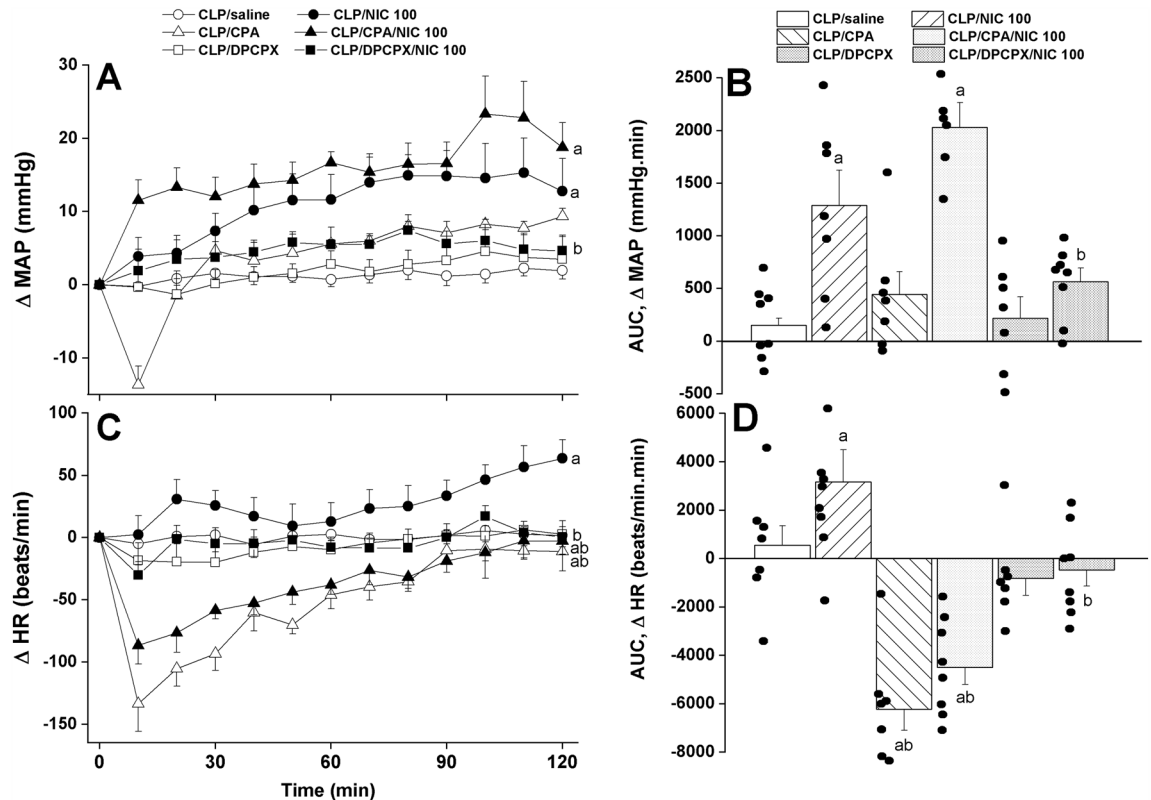 CLP/saline CLP/NIC 100
CLP/CPA CLP/CPA/NIC 100
CLP/DPCPX CLP/DPCPX/NIC 100
A
Δ MAP (mmHg)
30
20
10
0
-10
a
a
b
C
Δ HR (beats/min)
100
50
0
-50
-100
-150
a
b
ab
ab
0 30 60 90 120
Time (min)
CLP/saline CLP/NIC 100
CLP/CPA CLP/CPA/NIC 100
CLP/DPCPX CLP/DPCPX/NIC 100
B
AUC, Δ MAP (mmHg.min)
2500
2000
1500
1000
500
0
-500
a
a
b
D
AUC, Δ HR (beats/min.min)
6000
4000
2000
0
-2000
-4000
-6000
-8000
a
ab
ab
b